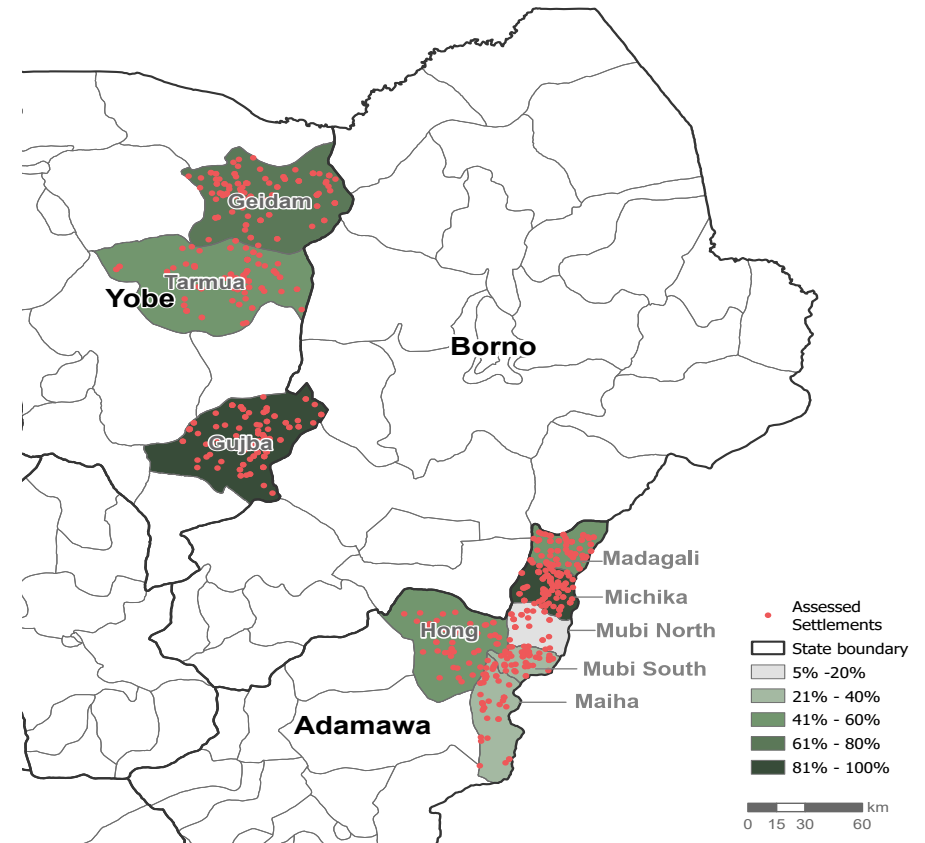 Geidam
Tarmua
Yobe
Borno
Gujba
Madagali
Michika
Hong
Mubi North
Mubi South
Maiha
Adamawa
Assessed
Settlements
State boundary
5% -20%
21% - 40%
41% - 60%
61% - 80%
81% - 100%
km
0 15 30 60